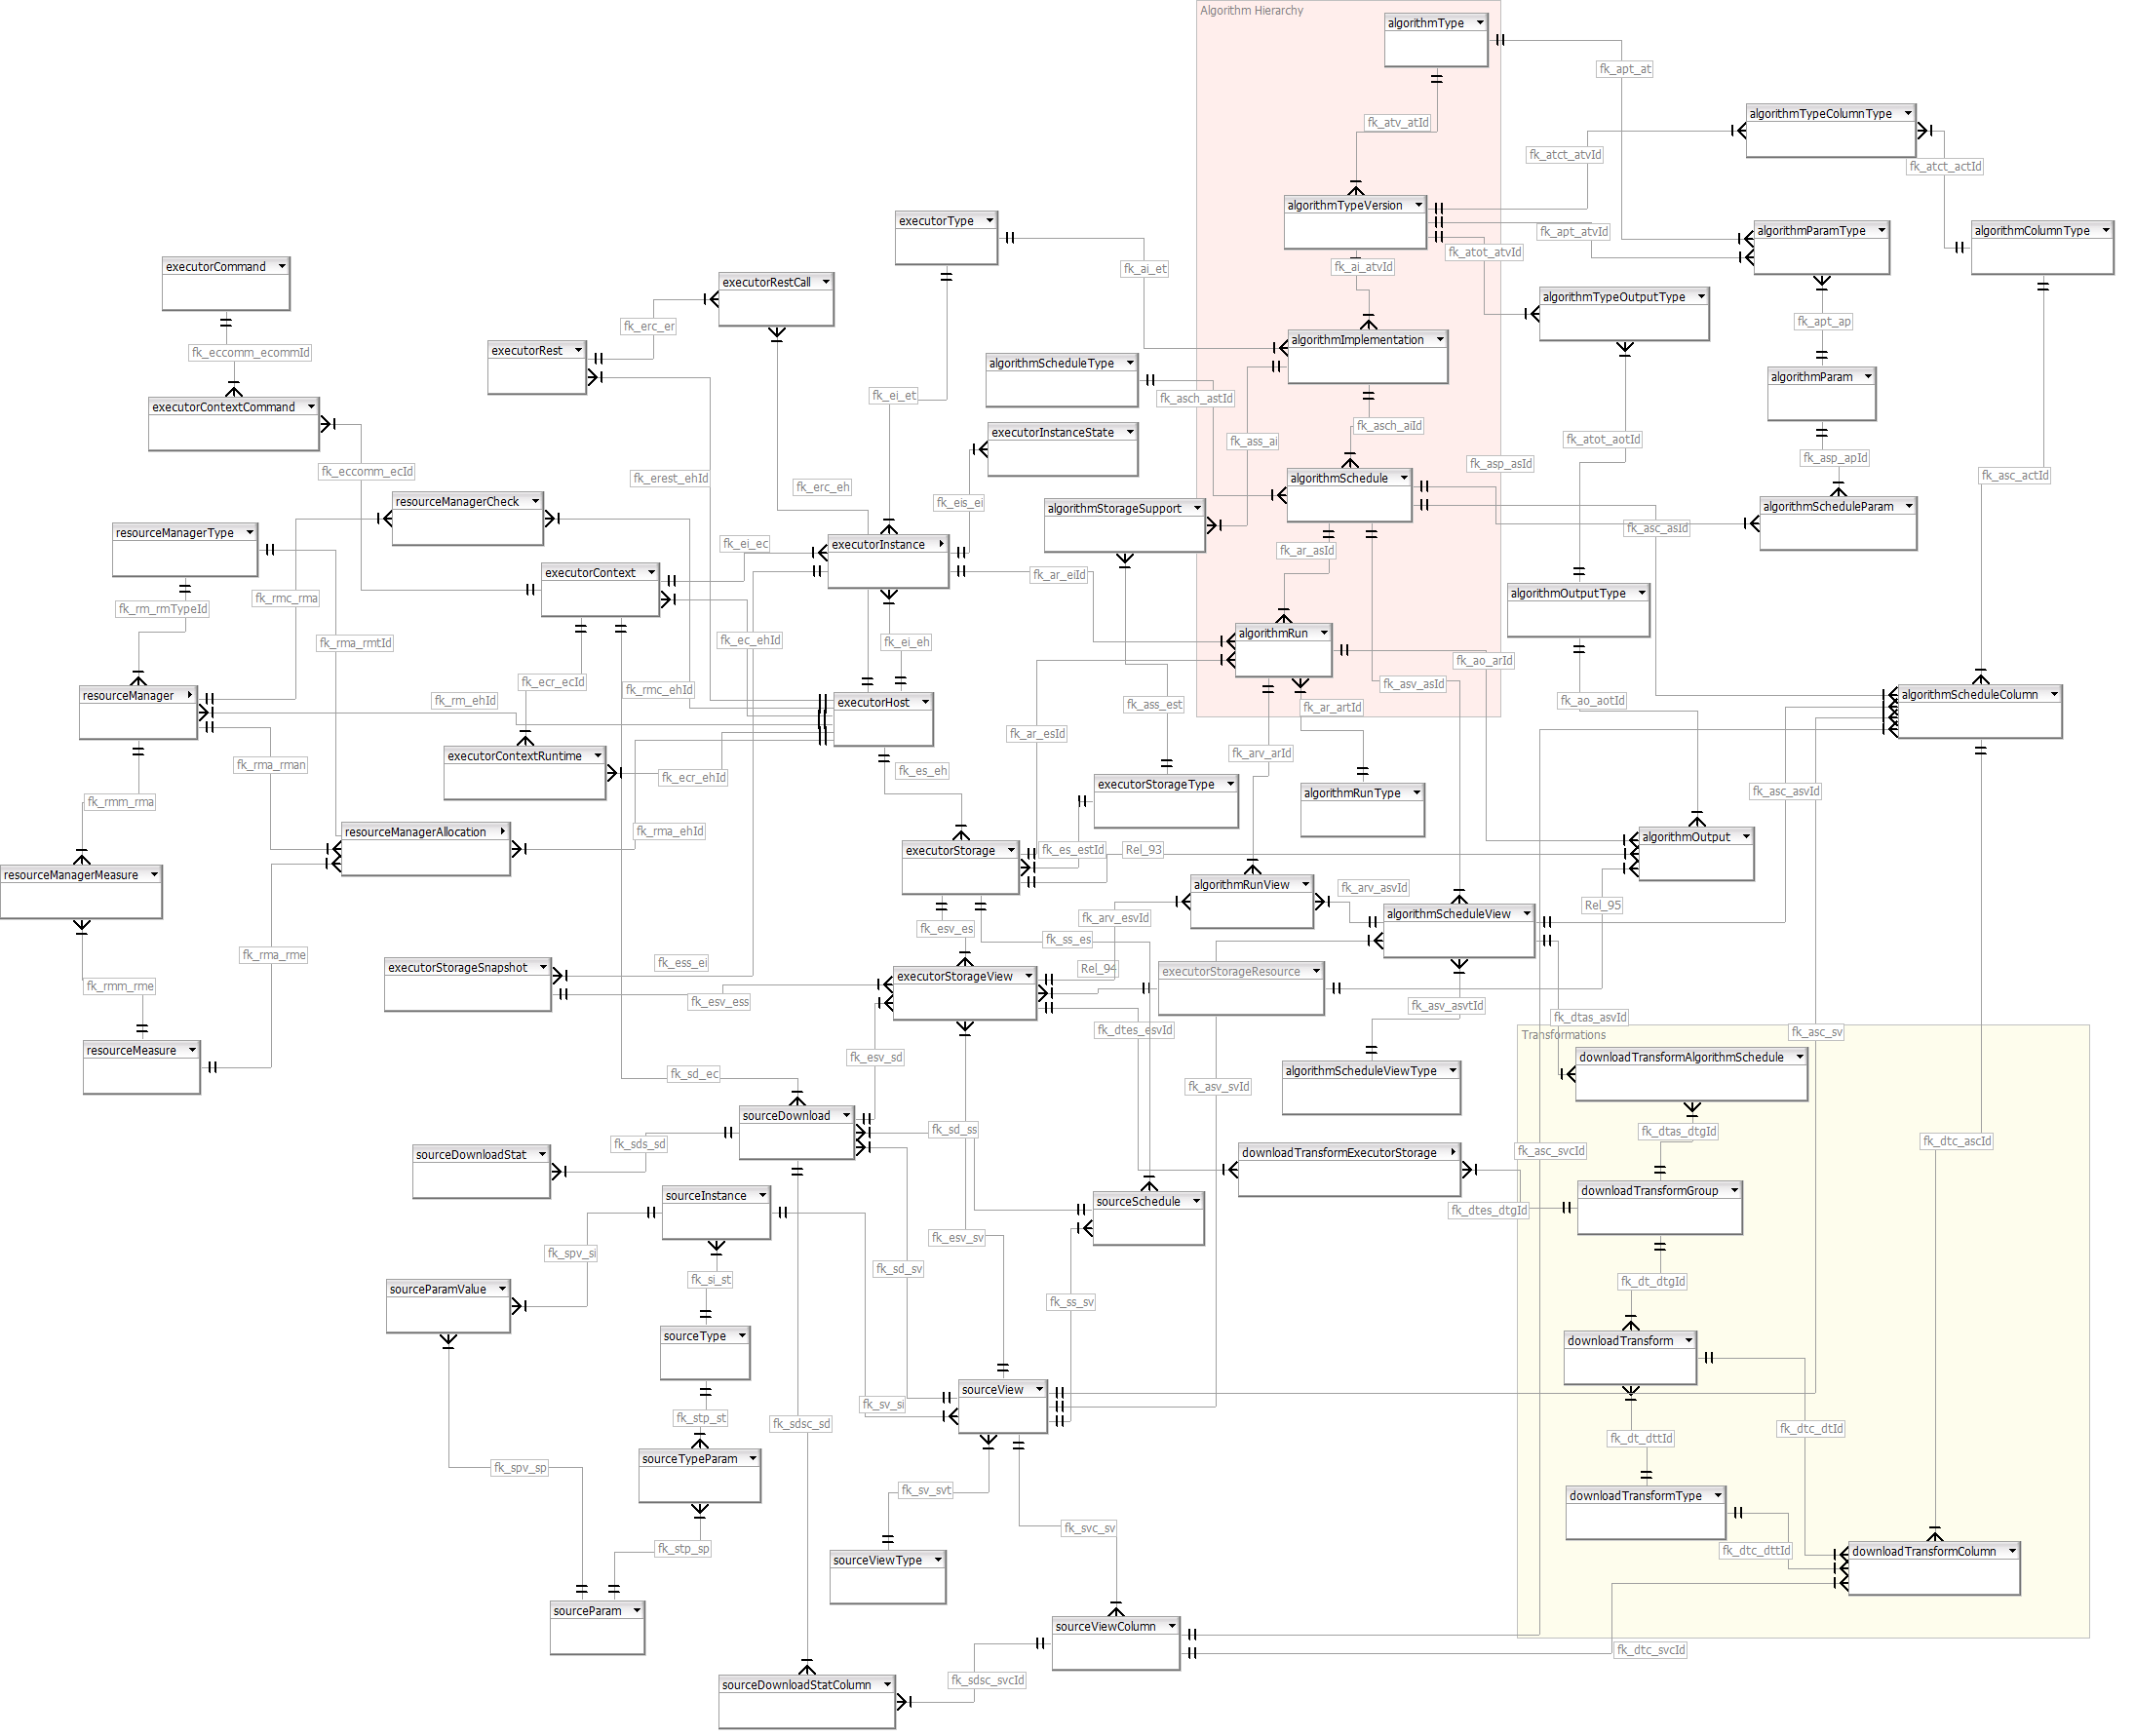 Algorithm Hierarchy
algorithmType
fk_apt_at
algorithmTypeColumnType
fk_atv_atId
fk_atct_atvId
fk_atct_actId
algorithmTypeVersion
executorType
fk_apt_atvId
algorithmParamType
algorithmColumnType
fk_atot_atvId
executorCommand
fk_ai_et
fk_ai_atvId
executorRestCall
algorithmTypeOutputType
fk_erc_er
fk_apt_ap
fk_eccomm_ecommId
executorRest
algorithmImplementation
algorithmScheduleType
algorithmParam
fk_ei_et
fk_asch_astId
executorContextCommand
fk_asch_aiId
executorInstanceState
fk_ass_ai
fk_atot_aotId
fk_asp_apId
fk_eccomm_ecId
fk_erest_ehId
fk_asp_asId
fk_asc_actId
algorithmSchedule
fk_erc_eh
resourceManagerCheck
fk_eis_ei
algorithmStorageSupport
algorithmScheduleParam
fk_asc_asId
resourceManagerType
fk_ei_ec
executorInstance
fk_ar_asId
executorContext
fk_ar_eiId
algorithmOutputType
fk_rmc_rma
fk_rm_rmTypeId
fk_rma_rmtId
fk_ec_ehId
fk_ei_eh
algorithmRun
fk_ao_arId
fk_ecr_ecId
fk_rmc_ehId
fk_asv_asId
resourceManager
fk_rm_ehId
executorHost
fk_ass_est
fk_ar_artId
fk_ao_aotId
algorithmScheduleColumn
fk_ar_esId
fk_arv_arId
executorContextRuntime
fk_rma_rman
fk_ecr_ehId
fk_es_eh
executorStorageType
algorithmRunType
fk_asc_asvId
fk_rmm_rma
resourceManagerAllocation
fk_rma_ehId
algorithmOutput
executorStorage
fk_es_estId
Rel_93
resourceManagerMeasure
algorithmRunView
fk_arv_asvId
Rel_95
algorithmScheduleView
fk_arv_esvId
fk_esv_es
fk_ss_es
fk_rma_rme
fk_ess_ei
executorStorageSnapshot
Rel_94
executorStorageView
executorStorageResource
fk_rmm_rme
fk_esv_ess
fk_asv_asvtId
fk_dtas_asvId
fk_dtes_esvId
fk_asc_sv
Transformations
resourceMeasure
fk_esv_sd
downloadTransformAlgorithmSchedule
fk_sd_ec
algorithmScheduleViewType
fk_asv_svId
sourceDownload
fk_sd_ss
fk_dtas_dtgId
fk_sds_sd
fk_dtc_ascId
sourceDownloadStat
downloadTransformExecutorStorage
fk_asc_svcId
downloadTransformGroup
sourceInstance
sourceSchedule
fk_dtes_dtgId
fk_esv_sv
fk_spv_si
fk_sd_sv
fk_si_st
fk_dt_dtgId
sourceParamValue
fk_ss_sv
sourceType
downloadTransform
sourceView
fk_sv_si
fk_stp_st
fk_sdsc_sd
fk_dtc_dtId
fk_dt_dttId
sourceTypeParam
fk_spv_sp
fk_sv_svt
downloadTransformType
fk_svc_sv
fk_stp_sp
fk_dtc_dttId
downloadTransformColumn
sourceViewType
sourceParam
sourceViewColumn
fk_dtc_svcId
fk_sdsc_svcId
sourceDownloadStatColumn